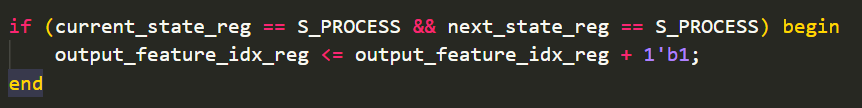 if (current_state_reg == S_PROCESS && next_state_reg == S_PROCESS) begin
    output_feature_idx_reg <= output_feature_idx_reg + 1'b1;
end